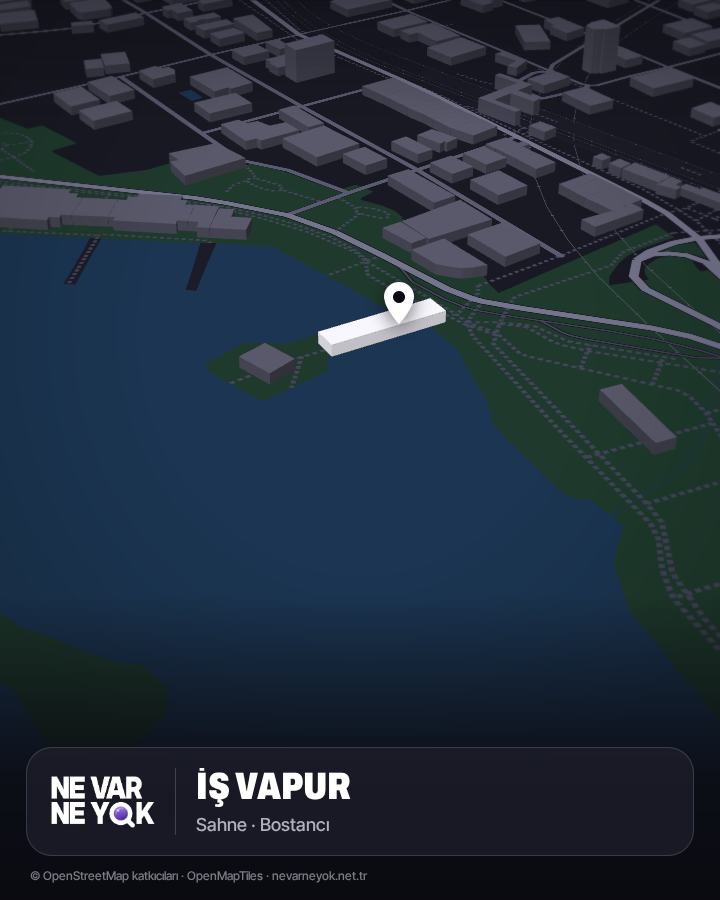 NE VAR
NE YOK
İŞ VAPUR
Sahne · Bostancı
© OpenStreetMap katkıcıları · OpenMapTiles · nevarneyok.net.tr